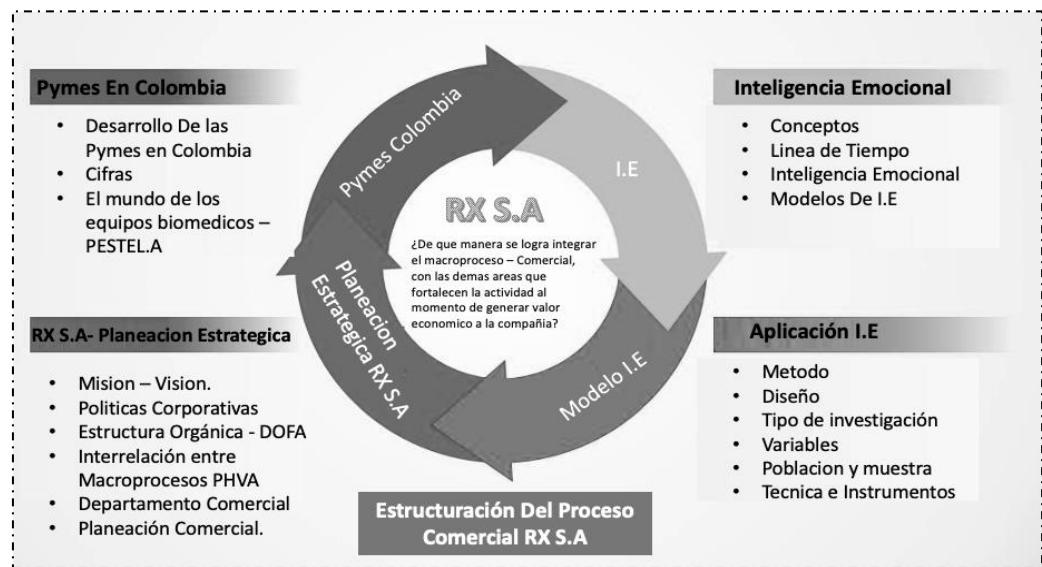 Pymes En Colombia
• Desarrollo De las
Pymes en Colombia
• Cifras
• El mundo de los
equipos biomedicos –
PESTEL.A
RX S.A- Planeacion Estrategica
• Mision – Vision.
• Politicas Corporativas
• Estructura Orgánica - DOFA
• Interrelación entre
Macroprocesos PHVA
• Departamento Comercial
• Planeación Comercial.
Pymes Colombia
I.E
Modelo I.E
Planeacion
Estrategica RX S.A
RX S.A
¿De que manera se logra integrar
el macroproceso – Comercial,
con las demas areas que
fortalecen la actividad al
momento de generar valor
economico a la compañia?
Estructuración Del Proceso
Comercial RX S.A
Inteligencia Emocional
• Conceptos
• Linea de Tiempo
• Inteligencia Emocional
• Modelos De I.E
Aplicación I.E
• Metodo
• Diseño
• Tipo de investigación
• Variables
• Poblacion y muestra
• Tecnica e Instrumentos